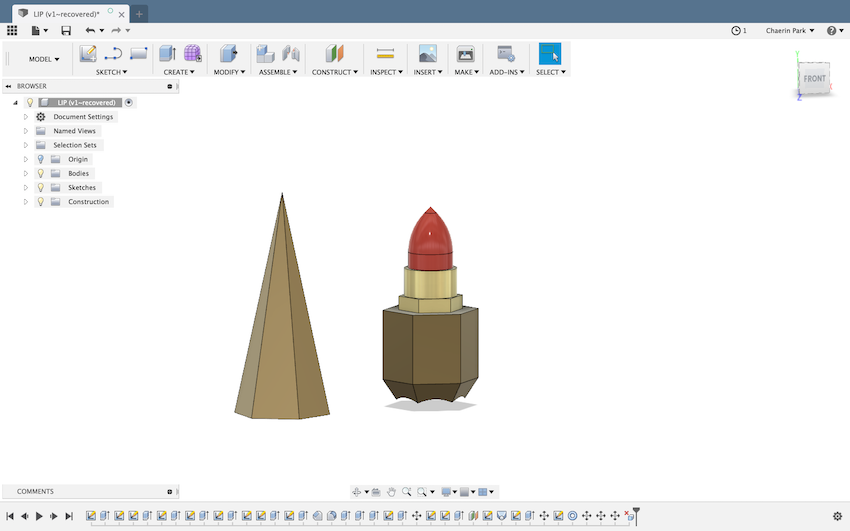 LIP (v1~recovered)*
1 Chaerin Park
MODEL
SKETCH CREATE MODIFY ASSEMBLE CONSTRUCT INSPECT INSERT MAKE ADD-INS SELECT
FRONT
Y
X
Z
BROWSER
LIP (v1~recovered)
Document Settings
Named Views
Selection Sets
Origin
Bodies
Sketches
Construction
COMMENTS